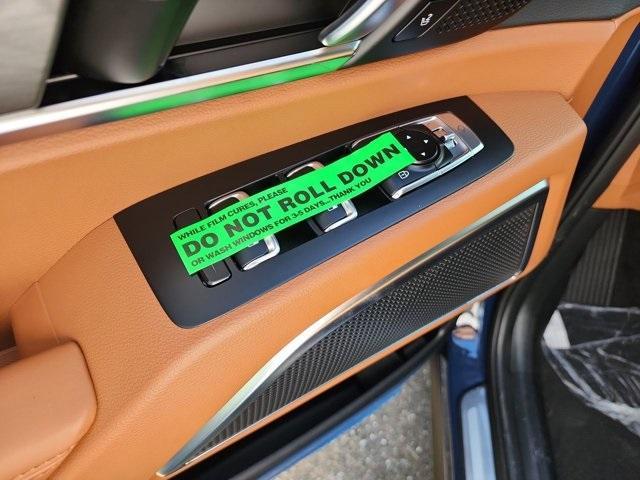 WHILE FILM CURES, PLEASE
DO NOT ROLL DOWN
OR WASH WINDOWS FOR 3-5 DAYS...THANK YOU